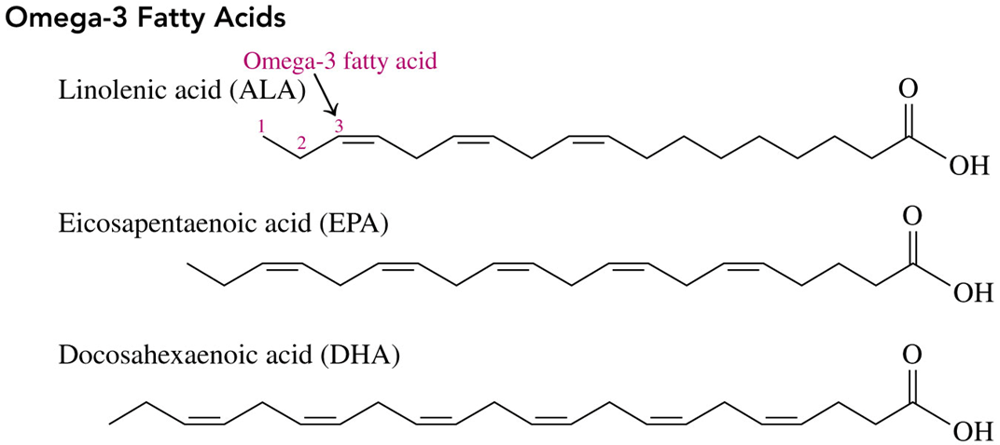 Omega-3 Fatty Acids
Omega-3 fatty acid
Linolenic acid (ALA)
O
1
2
3
OH
Eicosapentaenoic acid (EPA)
O
OH
Docosahexaenoic acid (DHA)
O
OH